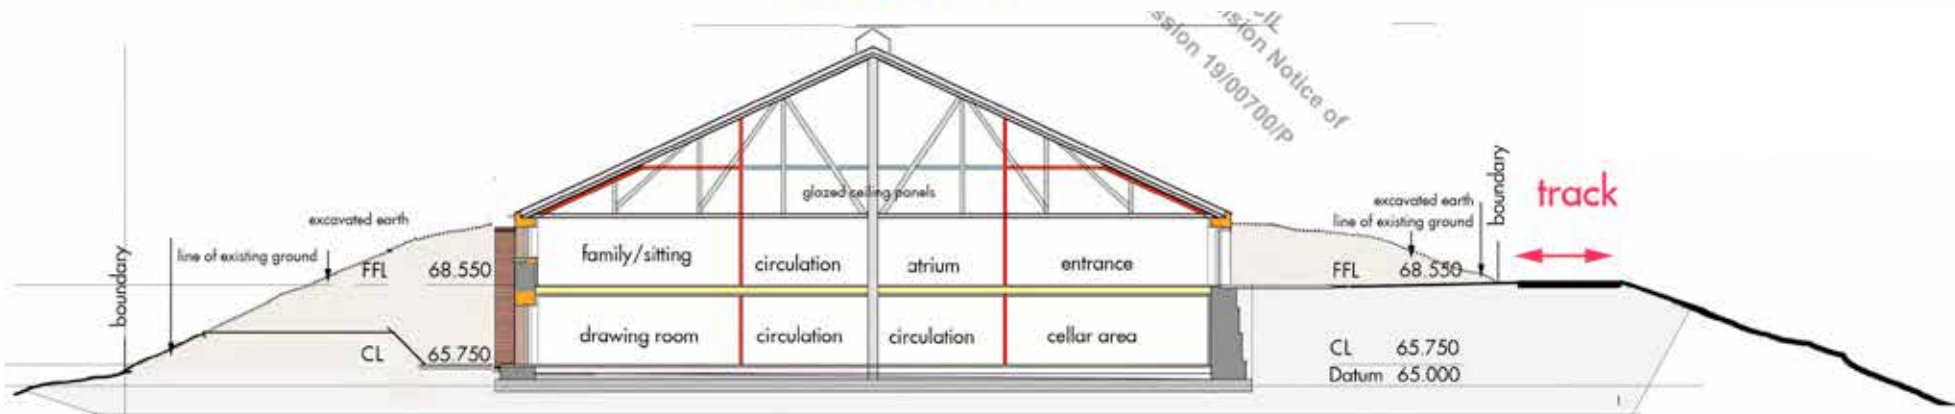 Decision Notice of
19/00700/P
track
boundary
excavated earth
line of existing ground
glazed ceiling panels
excavated earth
line of existing ground
boundary
FFL 68.550
family/sitting
circulation
atrium
entrance
FFL 68.550
drawing room
circulation
circulation
cellar area
CL 65.750
CL 65.750
Datum 65.000